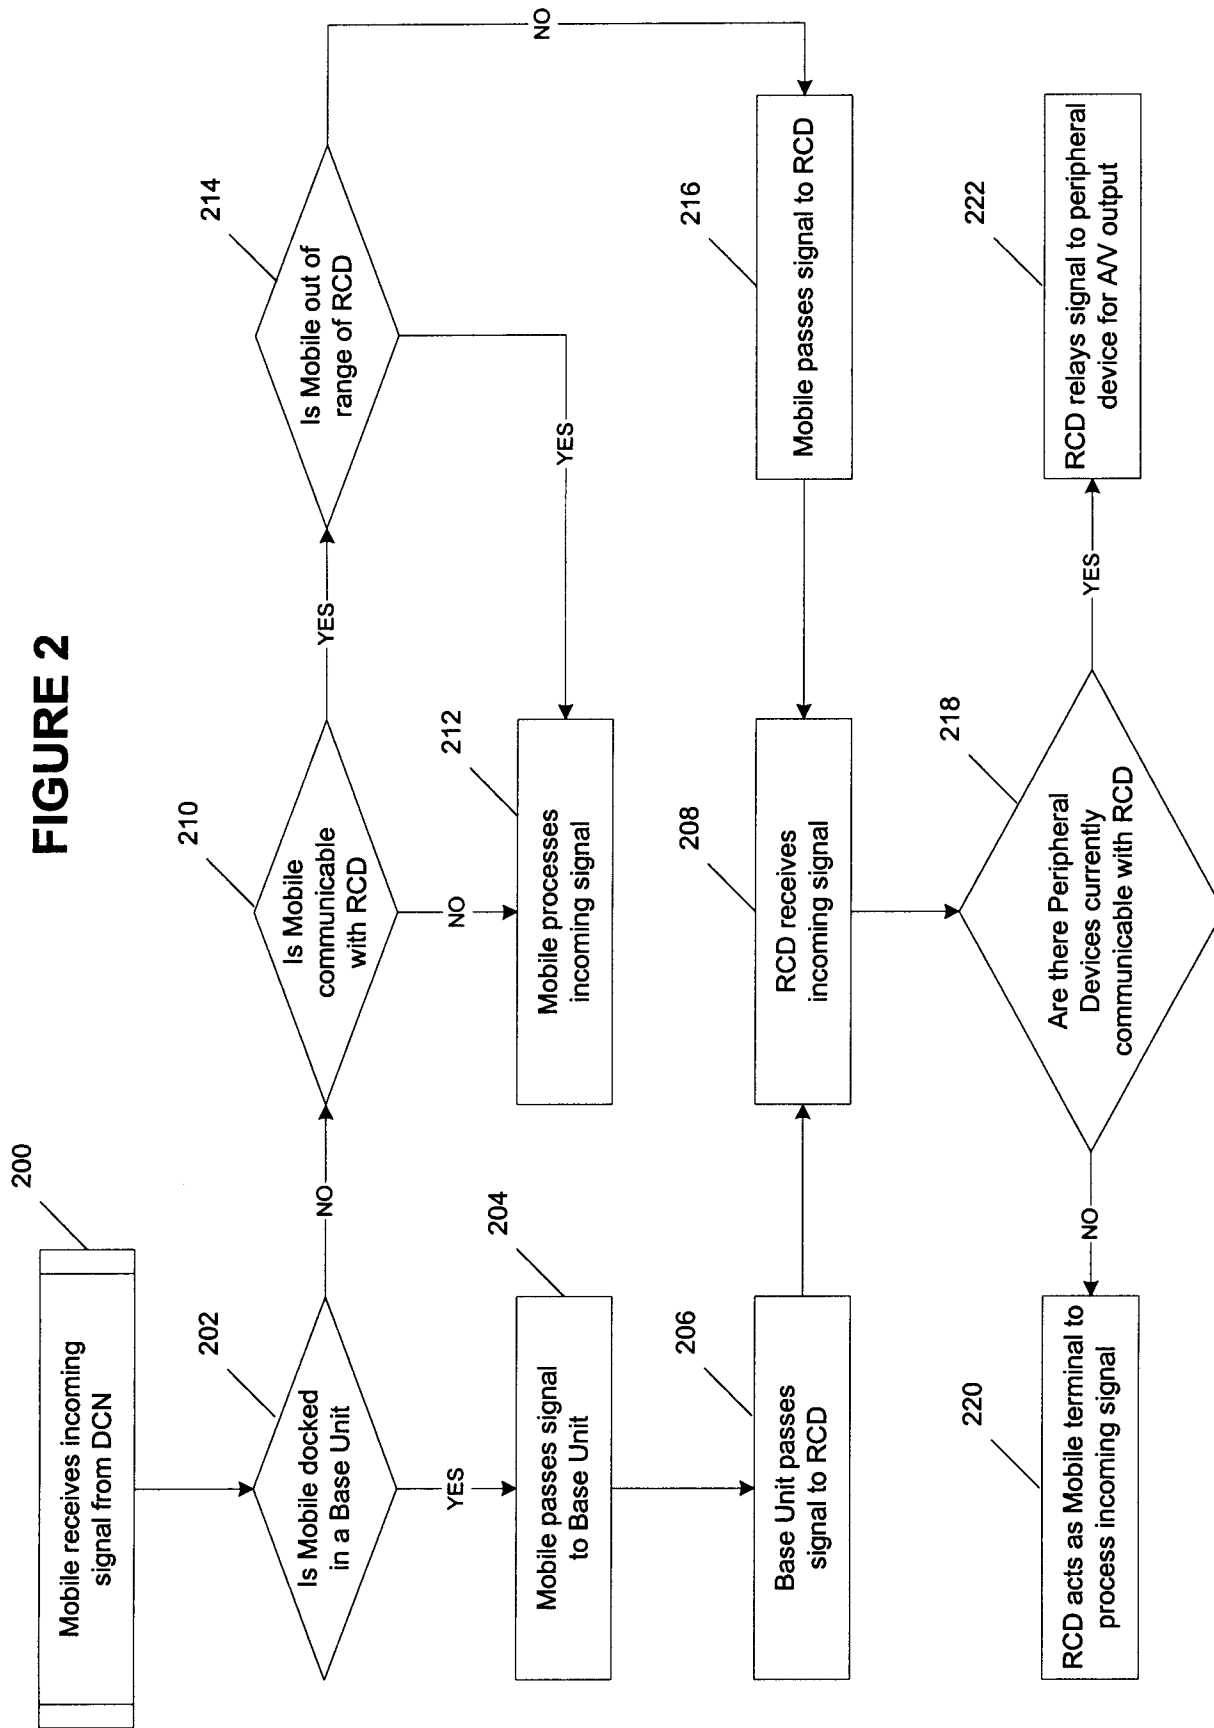 FIGURE 2
200
Mobile receives incoming
signal from DCN
202
Is Mobile docked
in a Base Unit
NO
YES
210
Is Mobile
communicable
with RCD
YES
NO
214
Is Mobile out of
range of RCD
NO
YES
204
Mobile passes signal
to Base Unit
212
Mobile processes
incoming signal
206
Base Unit passes
signal to RCD
208
RCD receives
incoming signal
216
Mobile passes signal to RCD
218
Are there Peripheral
Devices currently
communicable with RCD
NO
YES
220
RCD acts as Mobile terminal to
process incoming signal
222
RCD relays signal to peripheral
device for A/V output